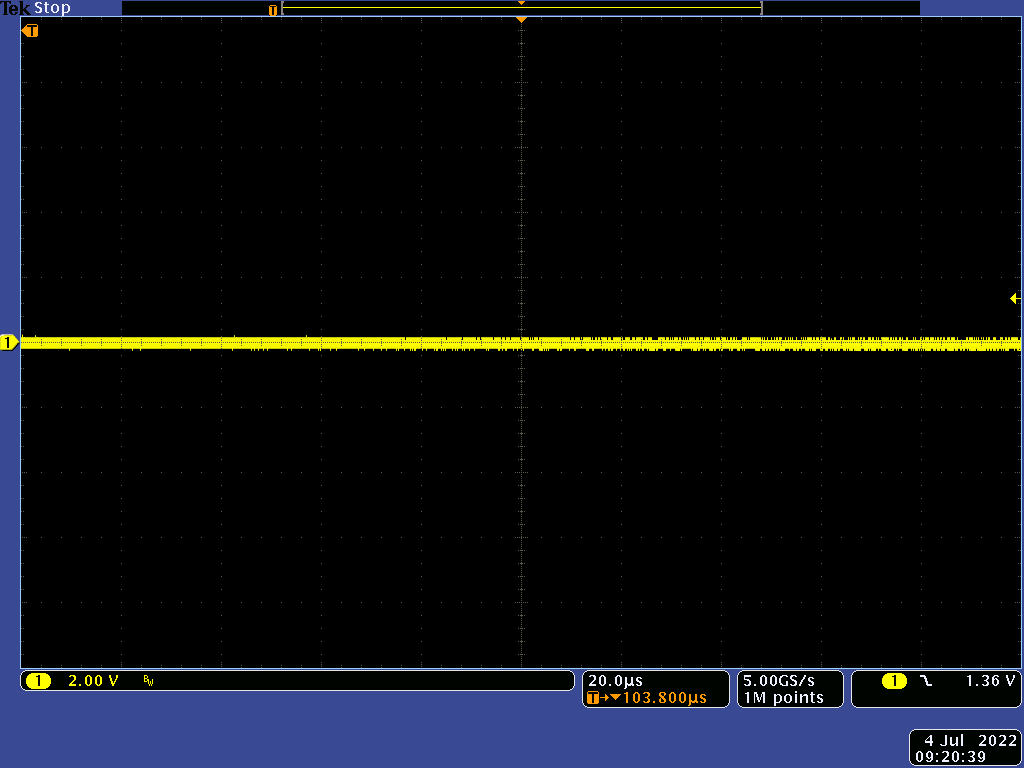 Tek Stop
T
T
1
1 2.00 V BW
20.0µs
T→▼103.800µs
5.00GS/s
1M points
1 1.36 V
4 Jul 2022
09:20:39